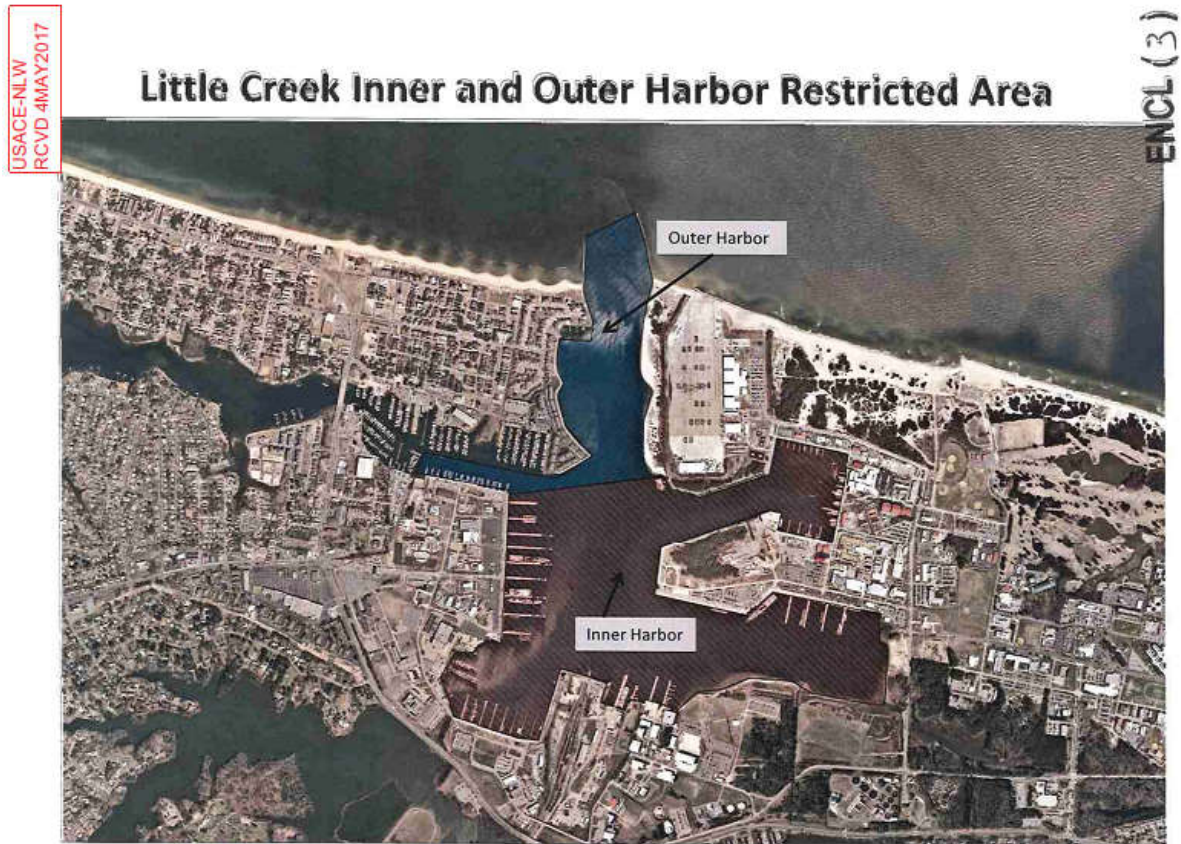 USACE-NLW
RCVD 4MAY2017
ENCL (3)
Little Creek Inner and Outer Harbor Restricted Area
Outer Harbor
Inner Harbor